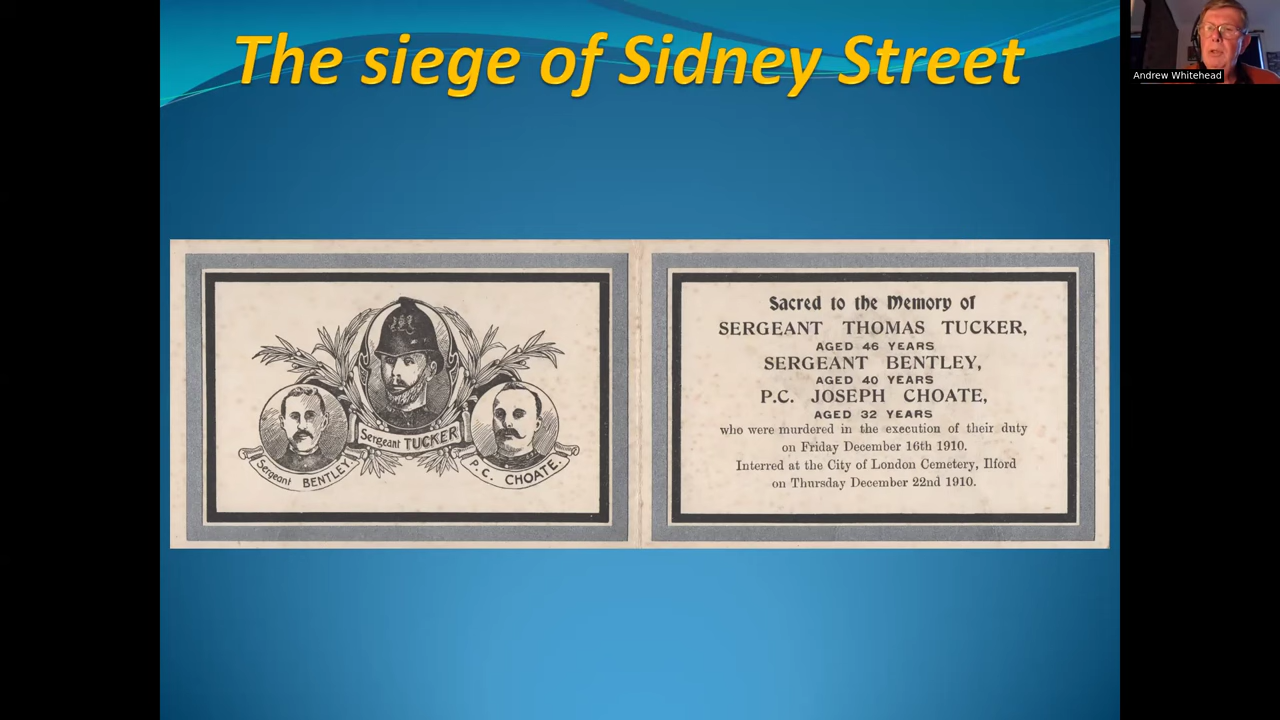 The siege of Sidney Street
Andrew Whitehead
Sergeant TUCKER
Sergeant BENTLEY.
P.C. CHOATE.
Sacred to the Memory of
SERGEANT THOMAS TUCKER,
AGED 46 YEARS
SERGEANT BENTLEY,
AGED 40 YEARS
P.C. JOSEPH CHOATE,
AGED 32 YEARS
who were murdered in the execution of their duty
on Friday December 16th 1910.
Interred at the City of London Cemetery, Ilford
on Thursday December 22nd 1910.